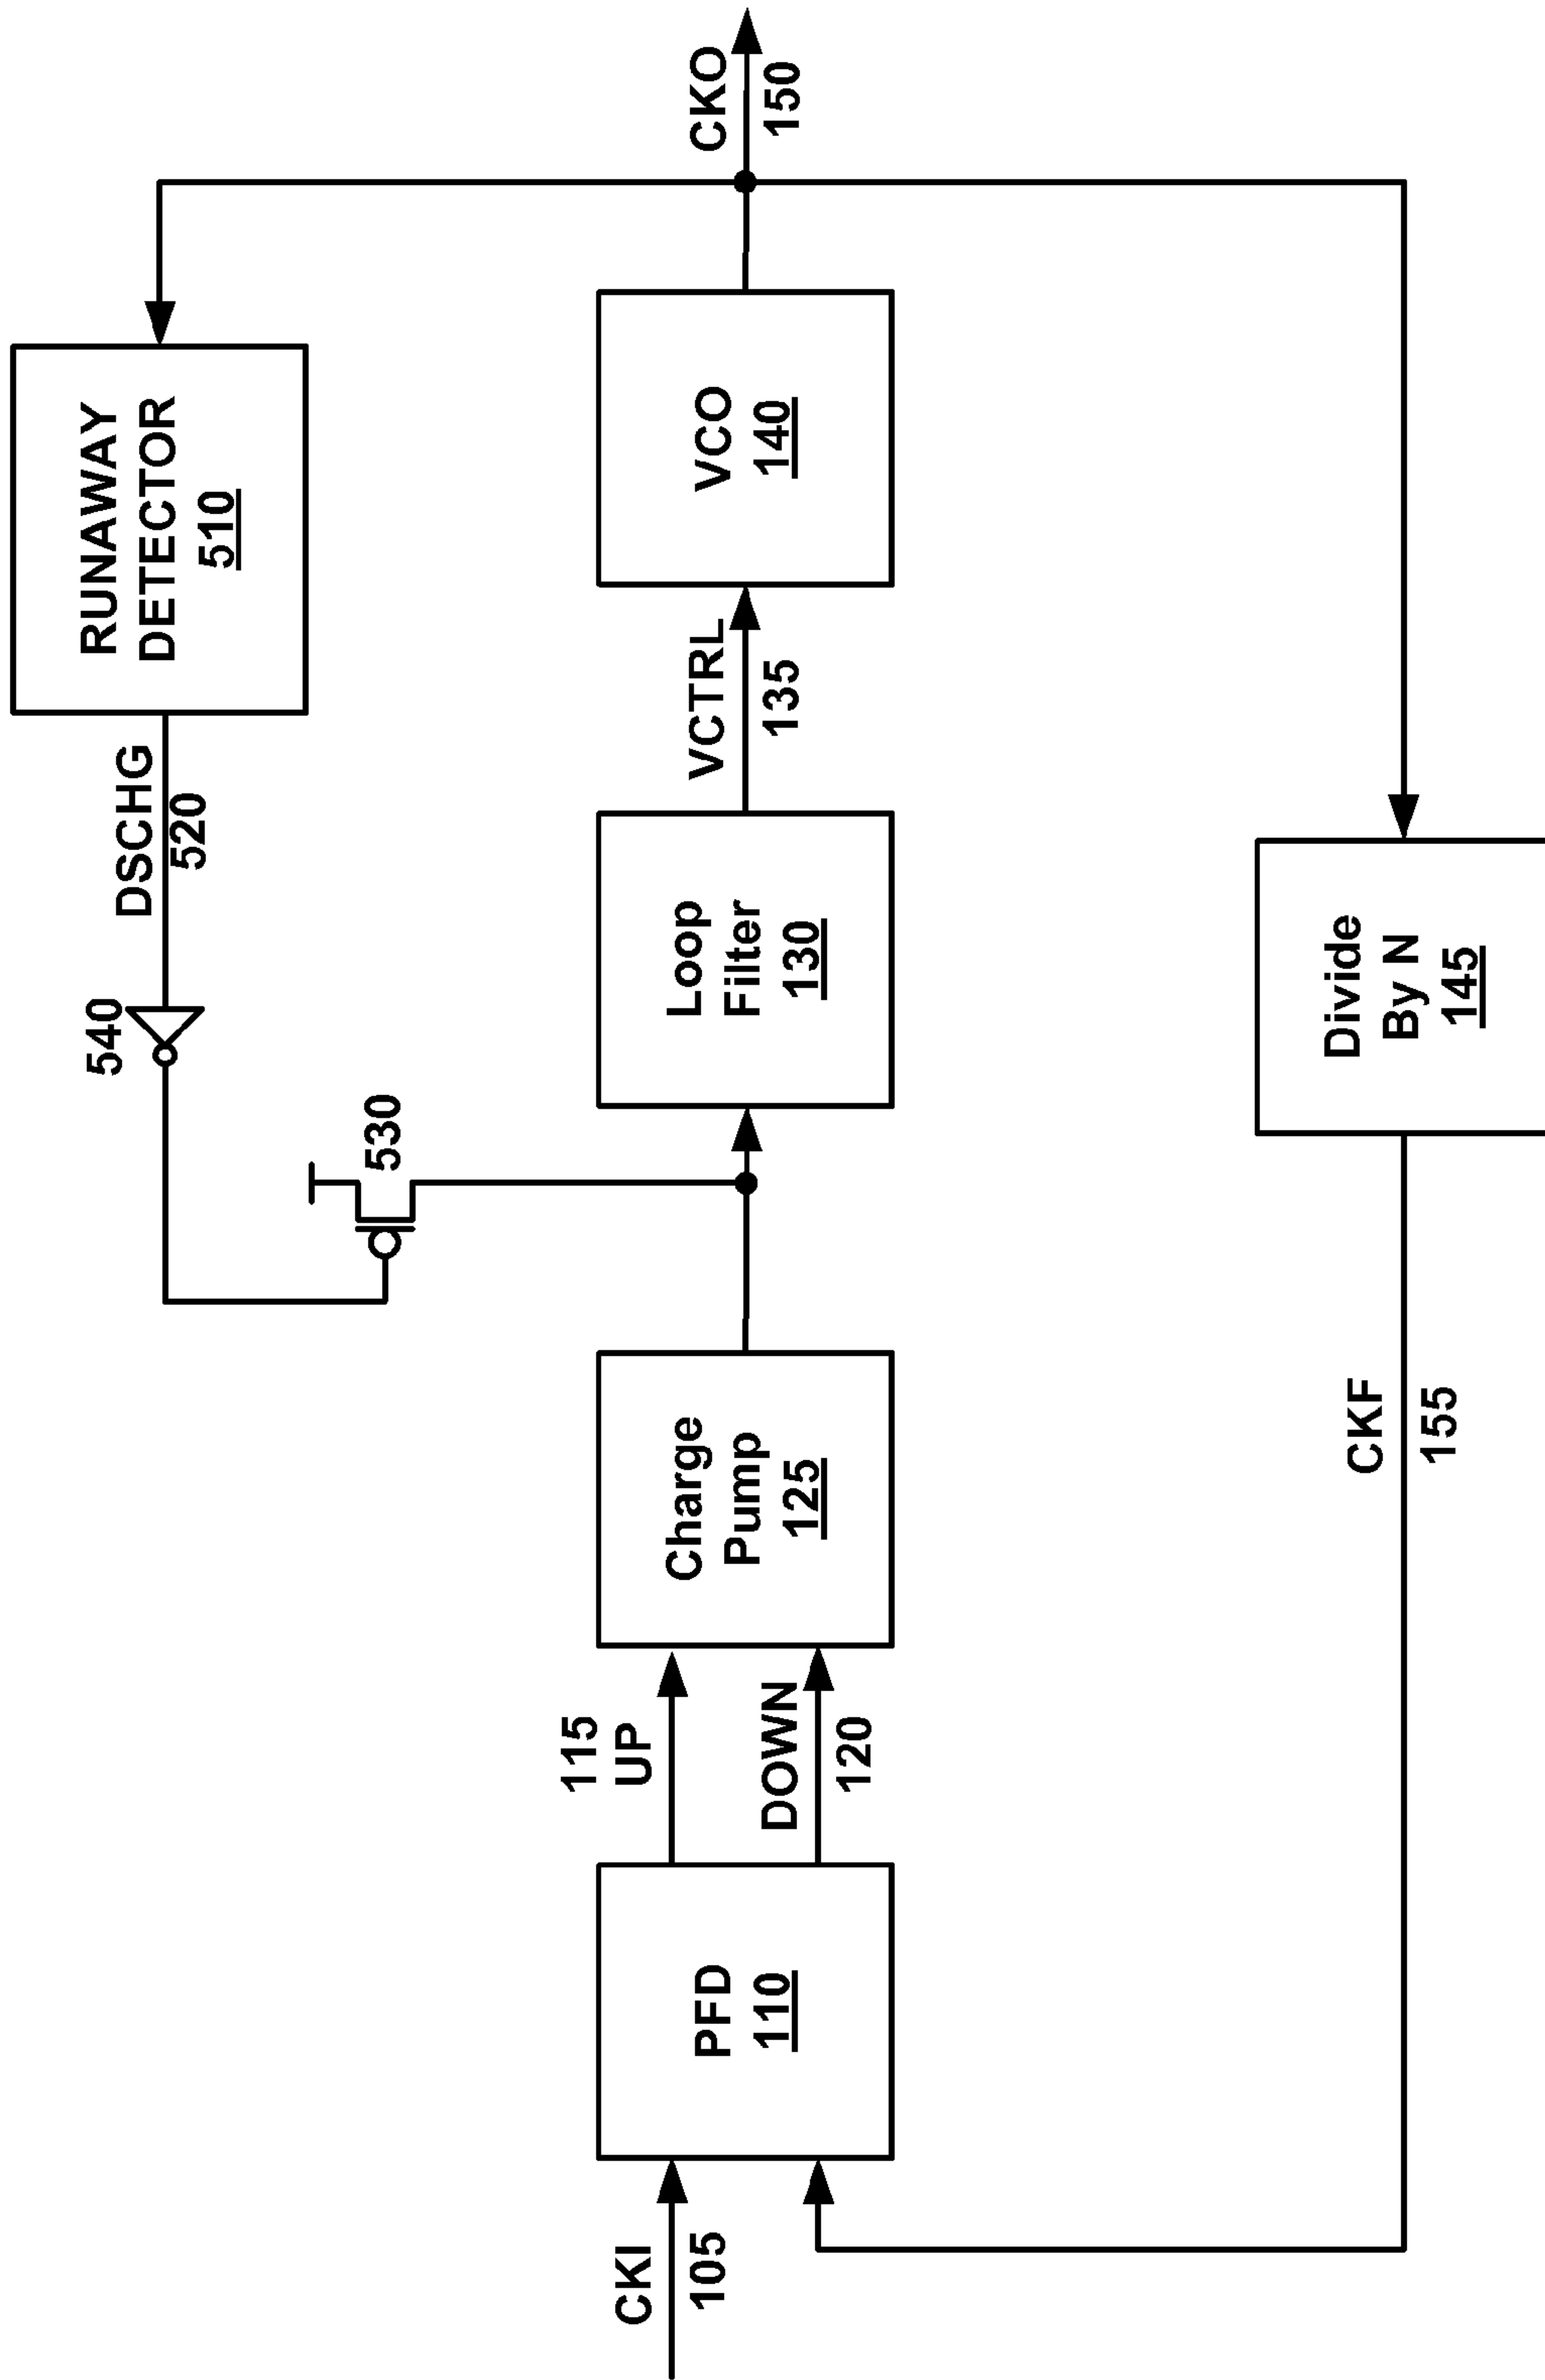 RUNAWAY
DETECTOR
510
DSCHG
520
540
530
CKI
105
PFD
110
115
UP
DOWN
120
Charge
Pump
125
Loop
Filter
130
VCTRL
135
VCO
140
CKO
150
CKF
155
Divide
By N
145